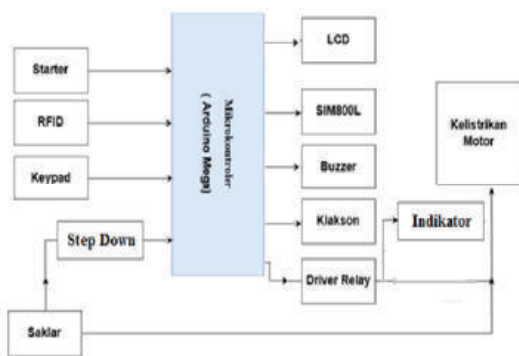 Starter
RFID
Keypad
Step Down
Saklar
Mikrokontroler
( Arduino Mega)
LCD
SIM800L
Buzzer
Klakson
Driver Relay
Indikator
Kelistrikan
Motor